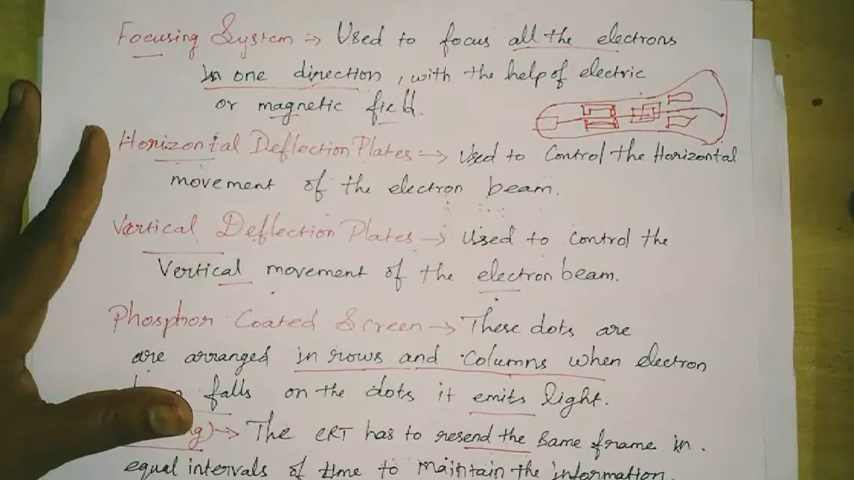 Focusing System :→ Used to focus all the electrons
in one direction, with the help of electric
or magnetic field.
Horizontal Deflection Plates → Used to Control the Horizontal
movement of the electron beam.
Vertical Deflection Plates → Used to control the
Vertical movement of the electron beam.
Phosphor Coated Screen → These dots are
are arranged in rows and columns when electron
falls on the dots it emits light.
→ The CRT has to resend the same frame in
equal intervals of time to maintain the information.